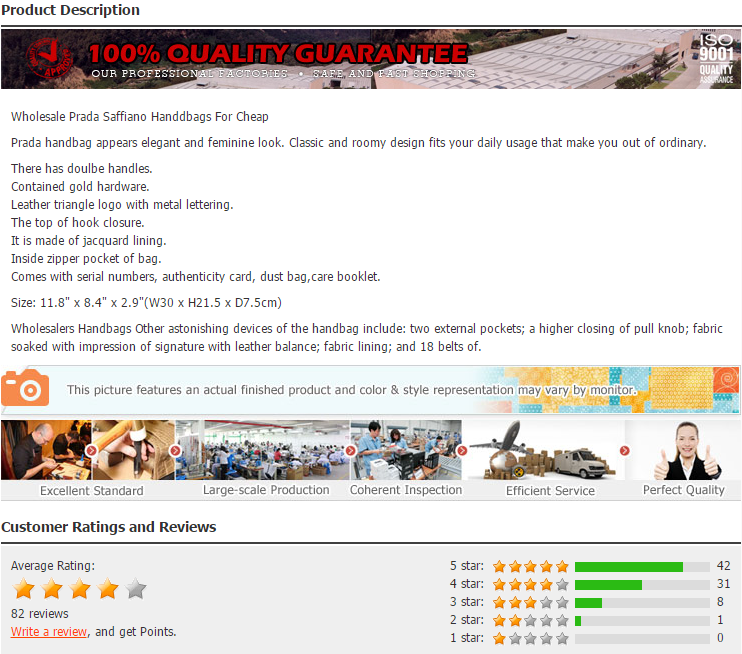 Product Description
100% QUALITY GUARANTEE
OUR PROFESSIONAL FACTORIES • SAFE AND FAST SHOPPING
ISO
9001
QUALITY
ASSURANCE
Wholesale Prada Saffiano Handdbags For Cheap
Prada handbag appears elegant and feminine look. Classic and roomy design fits your daily usage that make you out of ordinary.
There has doulbe handles.
Contained gold hardware.
Leather triangle logo with metal lettering.
The top of hook closure.
It is made of jacquard lining.
Inside zipper pocket of bag.
Comes with serial numbers, authenticity card, dust bag,care booklet.
Size: 11.8" x 8.4" x 2.9"(W30 x H21.5 x D7.5cm)
Wholesalers Handbags Other astonishing devices of the handbag include: two external pockets; a higher closing of pull knob; fabric
soaked with impression of signature with leather balance; fabric lining; and 18 belts of.
This picture features an actual finished product and color & style representation may vary by monitor.
Excellent Standard
Large-scale Production
Coherent Inspection
Efficient Service
Perfect Quality
Customer Ratings and Reviews
Average Rating:
82 reviews
Write a review, and get Points.
5 star: 42
4 star: 31
3 star: 8
2 star: 1
1 star: 0